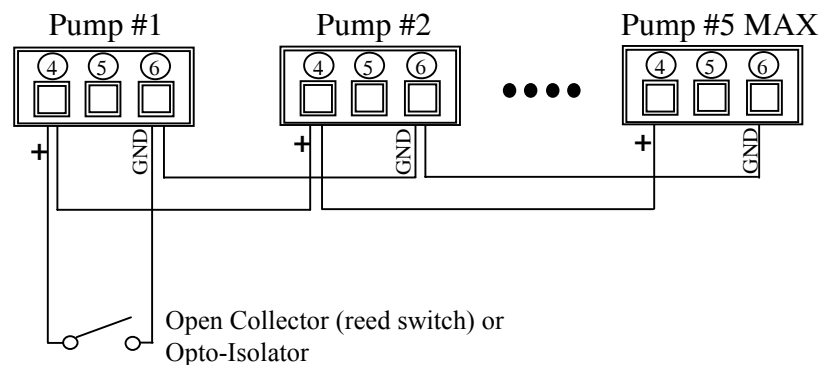 Pump #1 Pump #2 Pump #5 MAX
4 5 6 4 5 6 4 5 6
+ GND + GND + GND
Open Collector (reed switch) or
Opto-Isolator